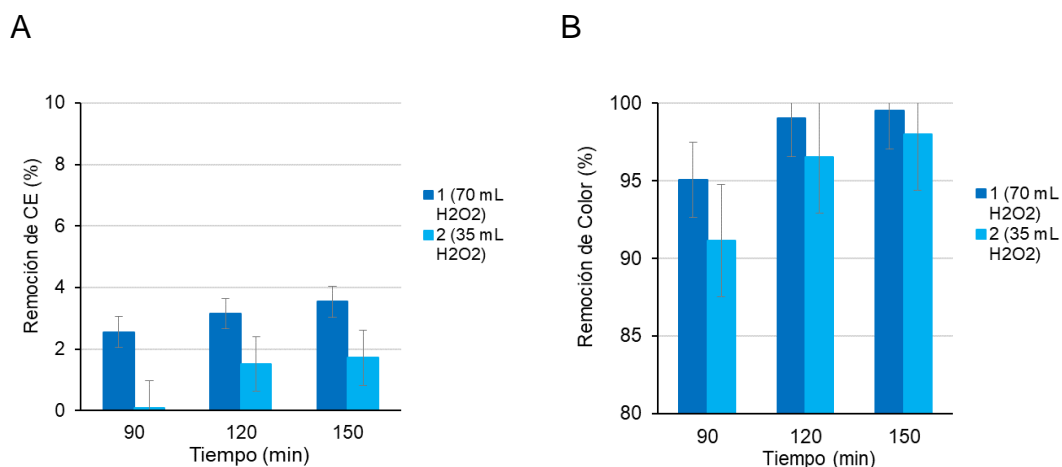 A
10
8
6
4
2
0
Remoción de CE (%)
90 120 150
Tiempo (min)
1 (70 mL
H2O2)
2 (35 mL
H2O2)
B
100
95
90
85
80
Remoción de Color (%)
90 120 150
Tiempo (min)
1 (70 mL
H2O2)
2 (35 mL
H2O2)